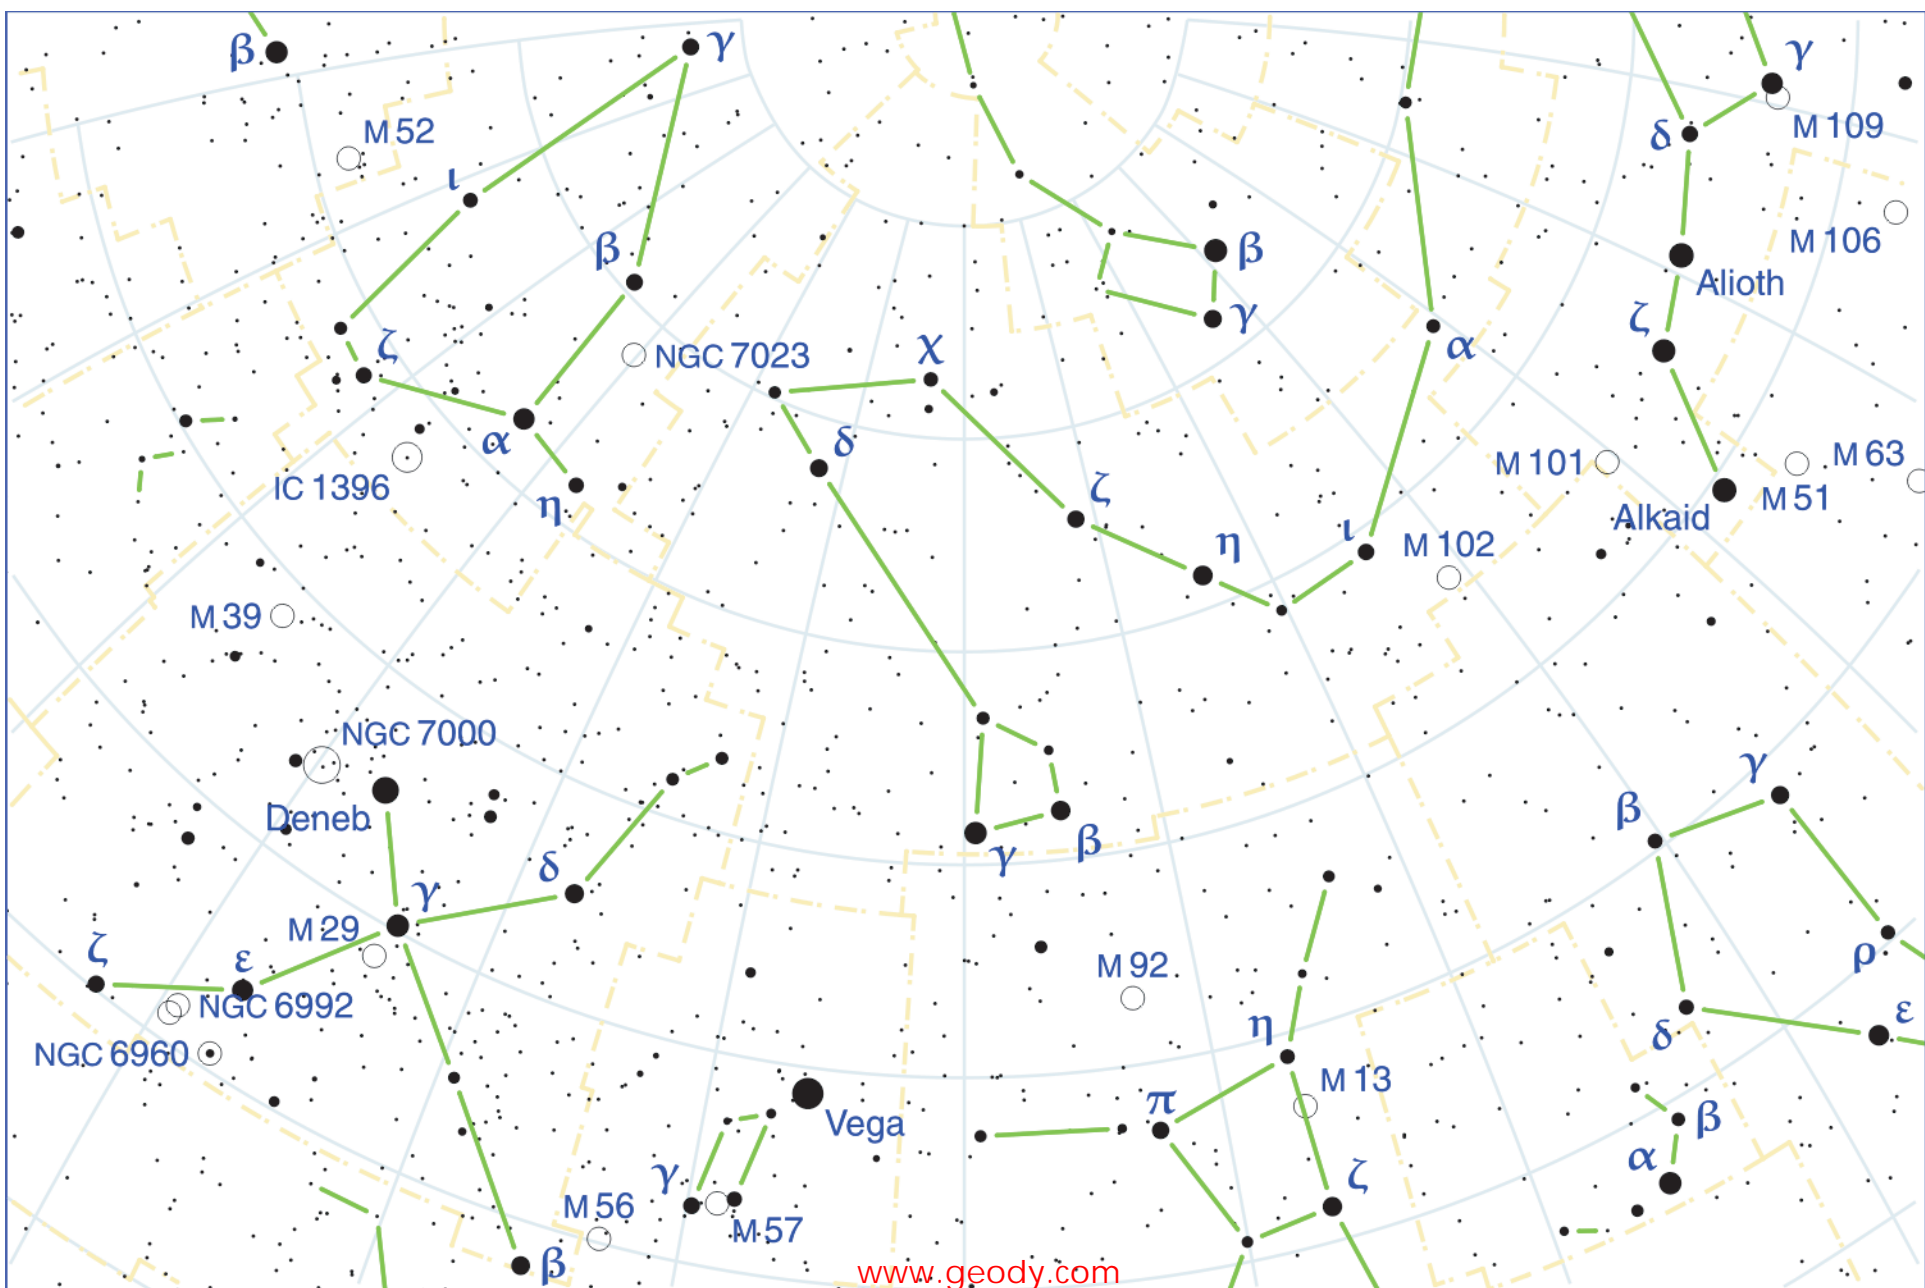 β
γ
γ
M 109
M 52
δ
ι
β
β
M 106
Alioth
γ
ζ
ζ
NGC 7023
χ
α
α
δ
M 101
M 63
IC 1396
η
ζ
M 51
Alkaid
η
ι
M 102
M 39
NGC 7000
γ
Deneb
β
γ
β
δ
γ
M 29
ζ
ε
M 92
ρ
NGC 6992
ε
η
δ
NGC 6960
M 13
π
Vega
β
α
γ
ζ
M 56
M 57
β
www.geody.com